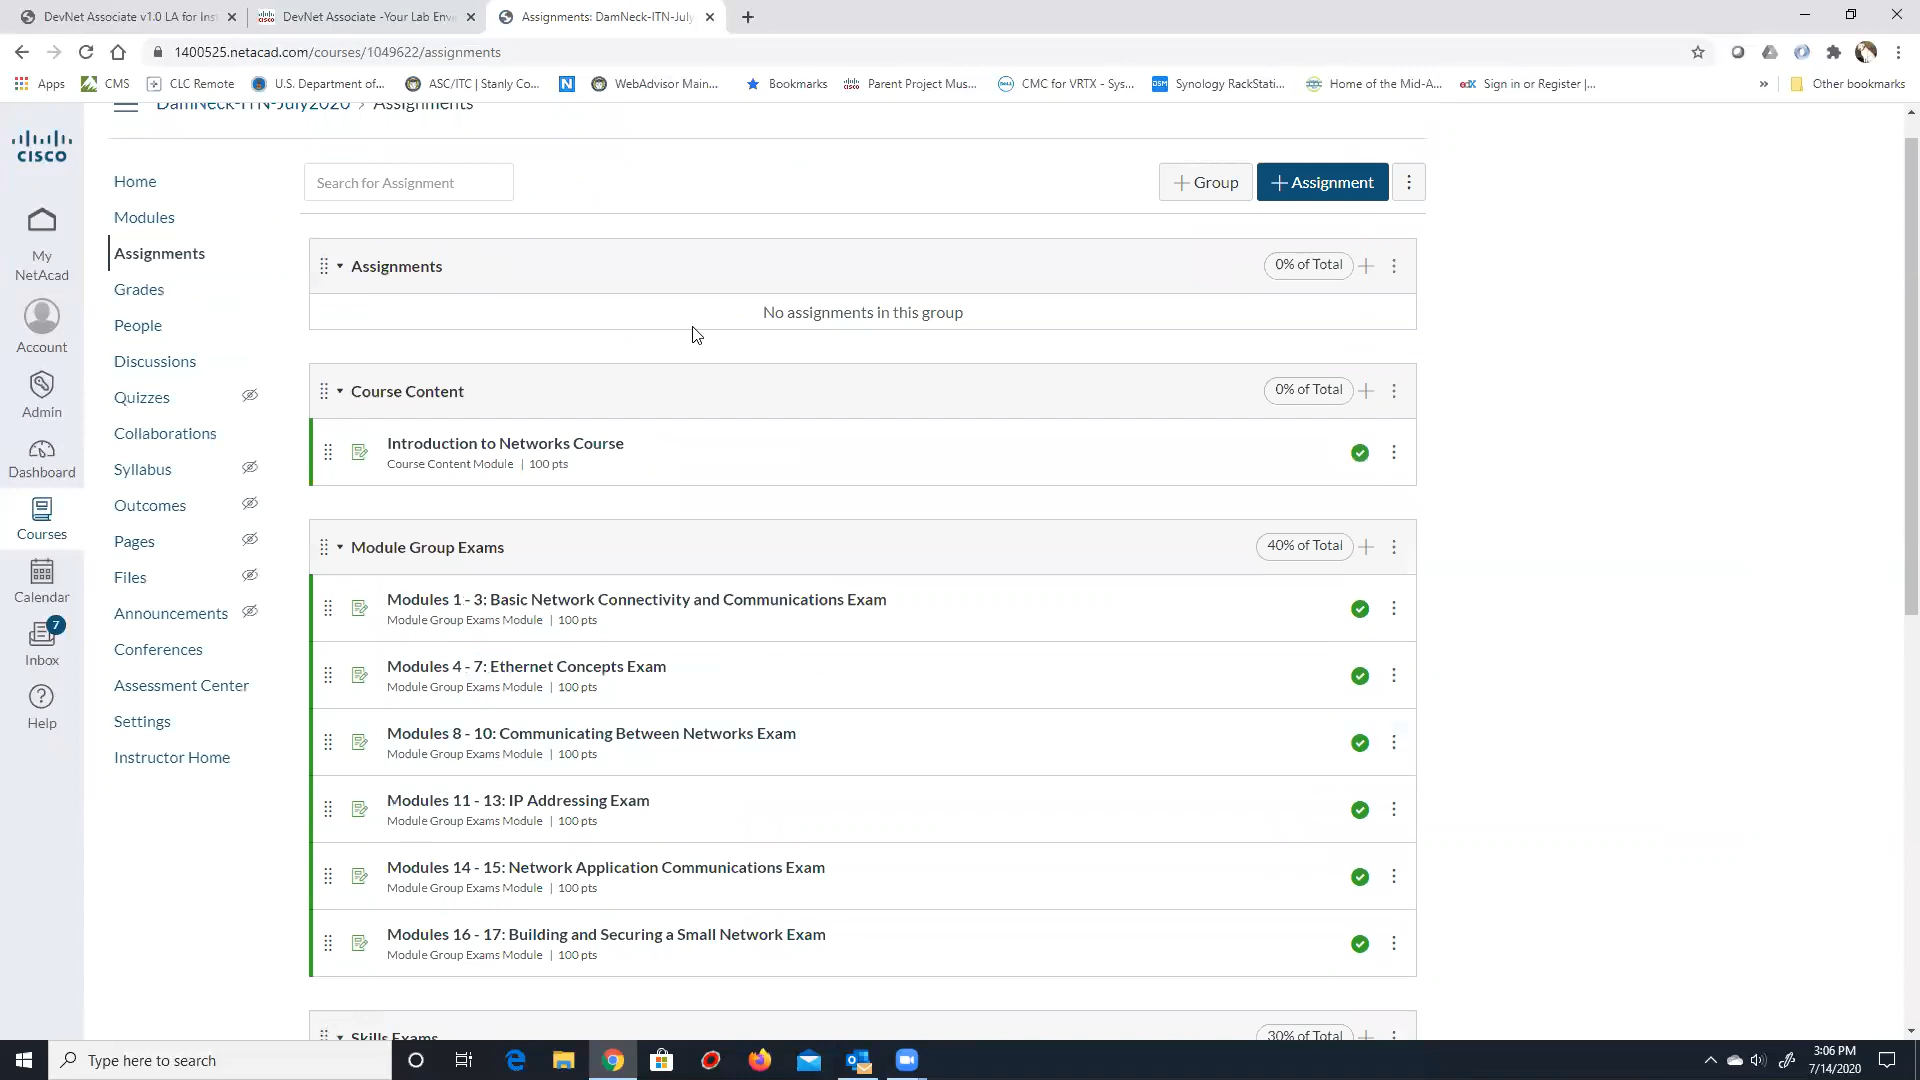 DevNet Associate v1.0 LA for Inst
DevNet Associate -Your Lab Env
Assignments: DamNeck-ITN-July
1400525.netacad.com/courses/1049622/assignments
Apps
CMS
CLC Remote
U.S. Department of...
ASC/ITC | Stanly Co...
N
WebAdvisor Main...
Bookmarks
Parent Project Mus...
CMC for VRTX - Sys...
Synology RackStati...
Home of the Mid-A...
Sign in or Register |...
»
Other bookmarks
DamNeck-ITN-July2020 › Assignments
CISCO
My NetAcad
Account
Admin
Dashboard
Courses
Calendar
7
Inbox
Help
Home
Modules
Assignments
Grades
People
Discussions
Quizzes
Collaborations
Syllabus
Outcomes
Pages
Files
Announcements
Conferences
Assessment Center
Settings
Instructor Home
Search for Assignment
+ Group
+ Assignment
Assignments
0% of Total
No assignments in this group
Course Content
0% of Total
Introduction to Networks Course
Course Content Module | 100 pts
Module Group Exams
40% of Total
Modules 1 - 3: Basic Network Connectivity and Communications Exam
Module Group Exams Module | 100 pts
Modules 4 - 7: Ethernet Concepts Exam
Module Group Exams Module | 100 pts
Modules 8 - 10: Communicating Between Networks Exam
Module Group Exams Module | 100 pts
Modules 11 - 13: IP Addressing Exam
Module Group Exams Module | 100 pts
Modules 14 - 15: Network Application Communications Exam
Module Group Exams Module | 100 pts
Modules 16 - 17: Building and Securing a Small Network Exam
Module Group Exams Module | 100 pts
Skills Exams
30% of Total
Type here to search
3:06 PM
7/14/2020